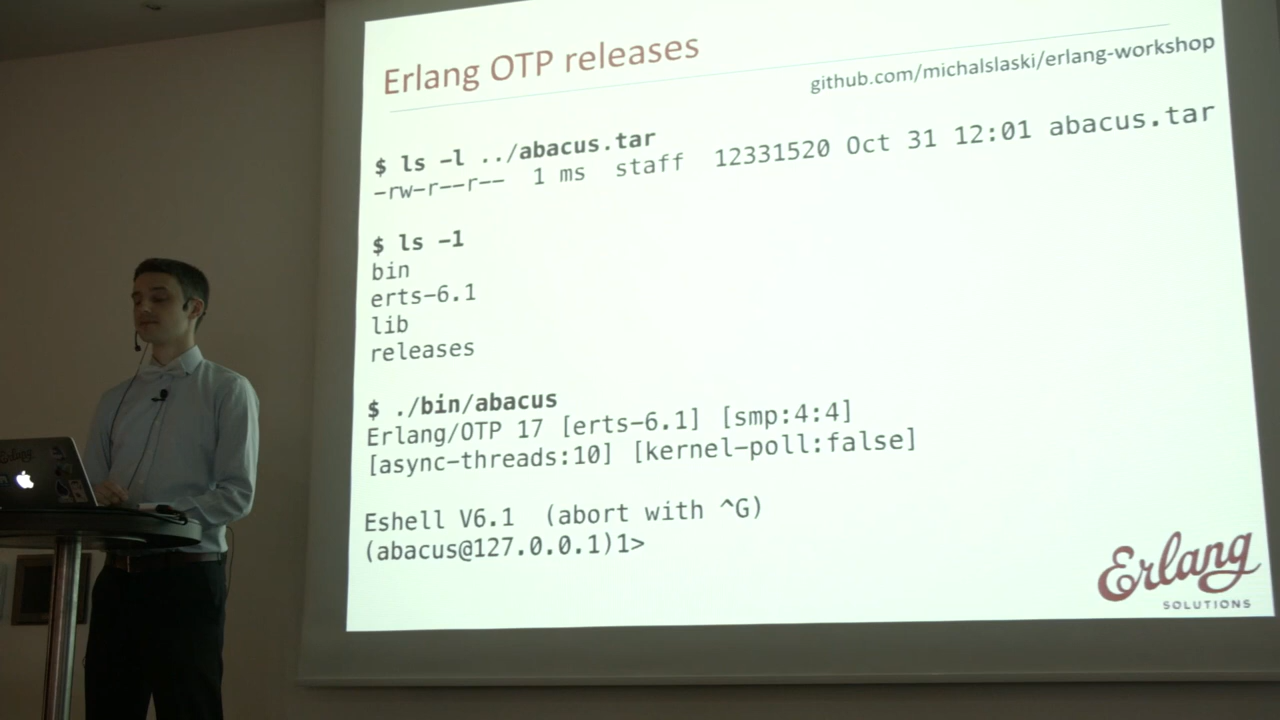 Erlang OTP releases
github.com/michalslaski/erlang-workshop
$ ls -l ../abacus.tar
-rw-r--r-- 1 ms staff 12331520 Oct 31 12:01 abacus.tar
$ ls -1
bin
erts-6.1
lib
releases
$ ./bin/abacus
Erlang/OTP 17 [erts-6.1] [smp:4:4]
[async-threads:10] [kernel-poll:false]
Eshell V6.1 (abort with ^G)
(abacus@127.0.0.1)1>
Erlang
SOLUTIONS
Erlang